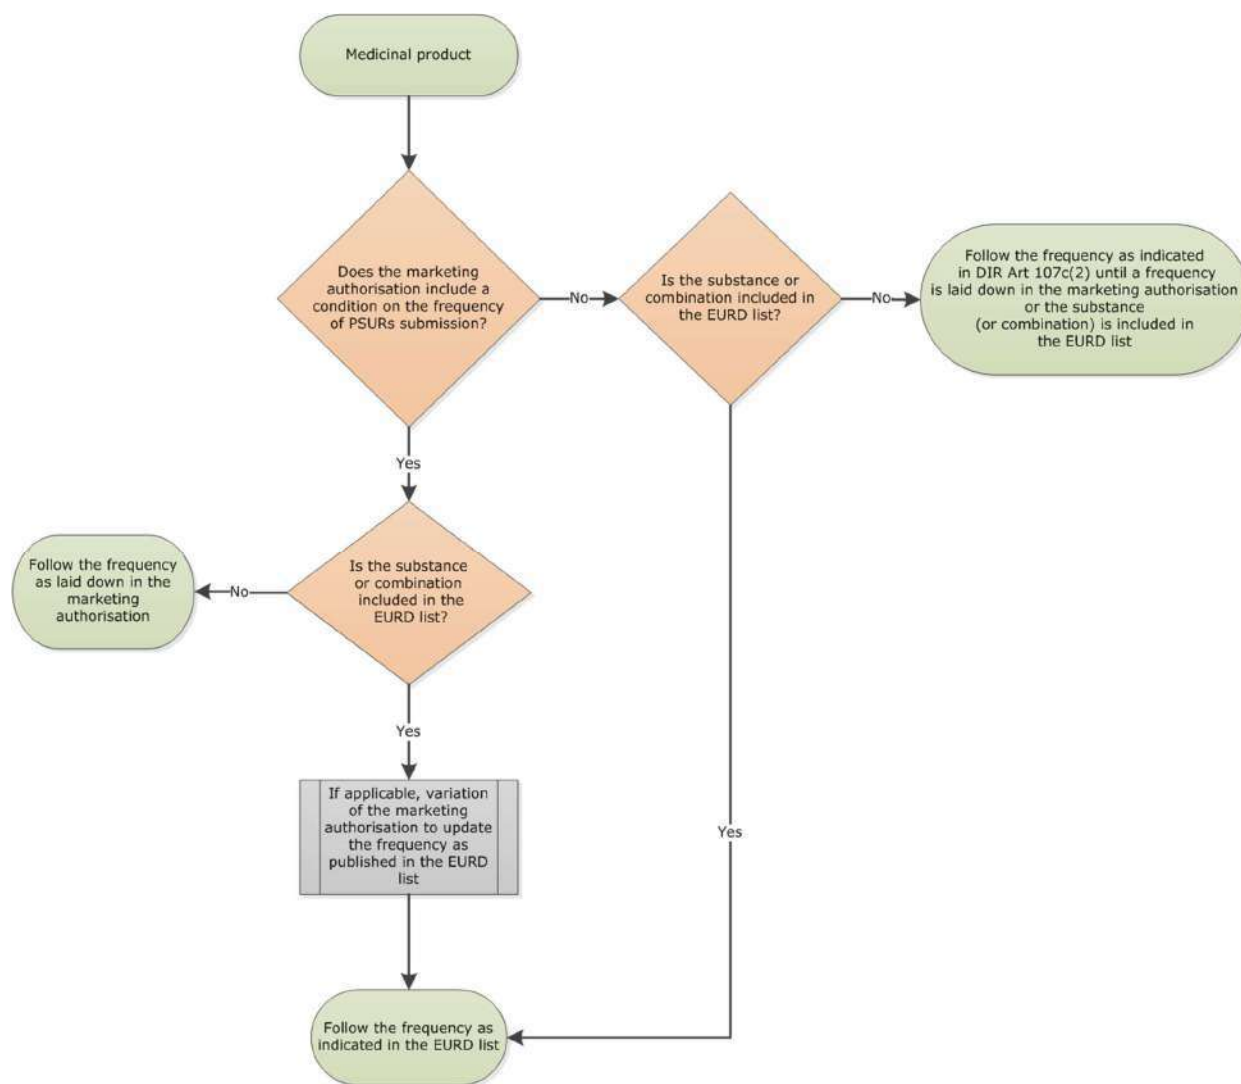 Medicinal product
Does the marketing
authorisation include a
condition on the frequency
of PSURs submission?
No
Is the substance or
combination included in
the EURD list?
No
Follow the frequency as indicated
in DIR Art 107c(2) until a frequency
is laid down in the marketing authorisation
or the substance
(or combination) is included in
the EURD list
Yes
Is the substance
or combination
included in the
EURD list?
No
Follow the frequency
as laid down in the
marketing
authorisation
Yes
If applicable, variation
of the marketing
authorisation to update
the frequency as
published in the EURD
list
Yes
Follow the frequency as
indicated in the EURD list